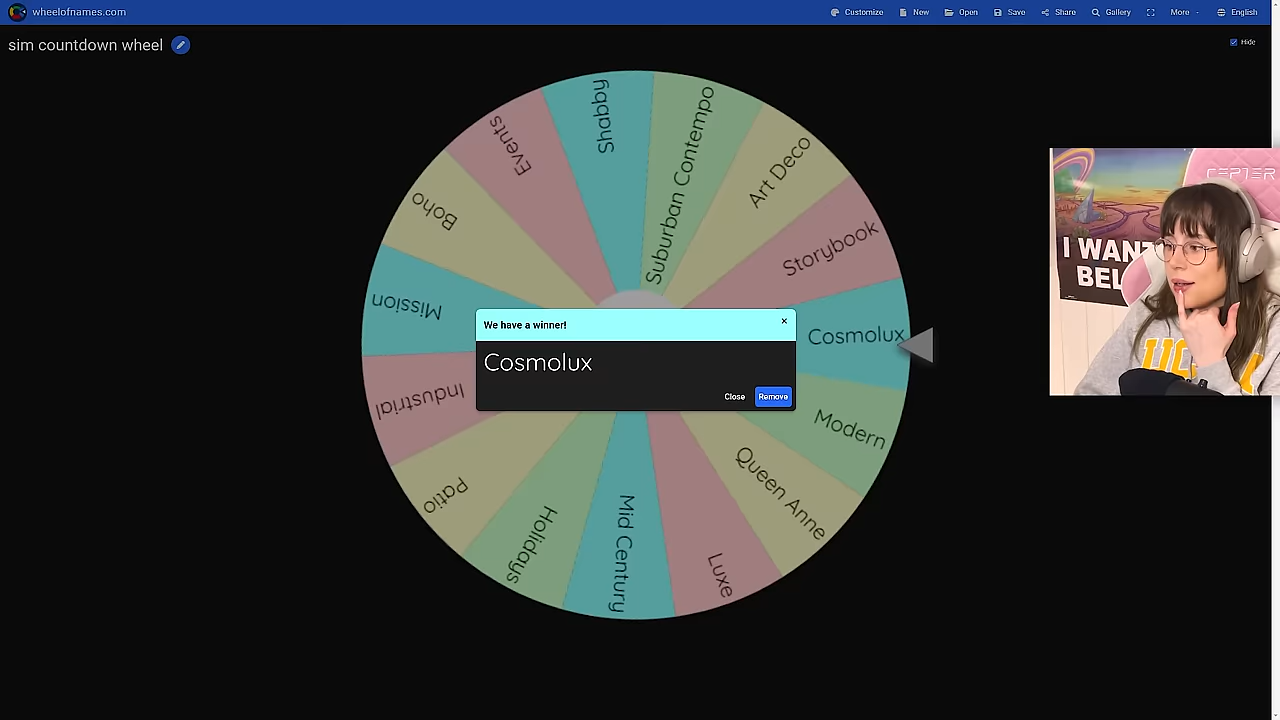 wheelofnames.com
Customize
New
Open
Save
Share
Gallery
More
English
sim countdown wheel
Hide
Shabby
Suburban Contempo
Art Deco
Storybook
Cosmolux
Modern
Queen Anne
Luxe
Mid Century
Holidays
Patio
Industrial
Mission
Boho
Events
We have a winner!
×
Cosmolux
Close
Remove
CEPTER
I WAN
BEL